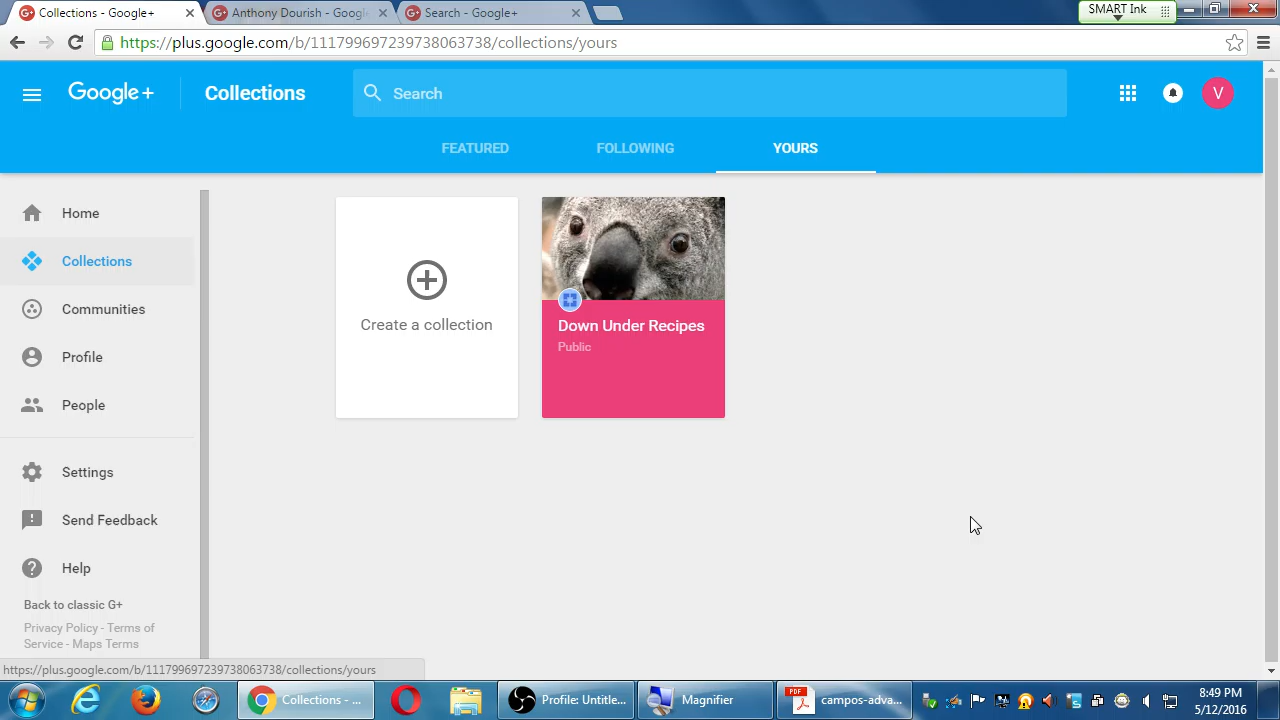 Collections - Google+
Anthony Dourish - Goog
Search - Google+
SMART Ink
https://plus.google.com/b/111799697239738063738/collections/yours
Google+
Collections
Search
V
FEATURED
FOLLOWING
YOURS
Home
Collections
Communities
Profile
People
Settings
Send Feedback
Help
Back to classic G+
Privacy Policy - Terms of
Service - Maps Terms
Create a collection
Down Under Recipes
Public
https://plus.google.com/b/111799697239738063738/collections/yours
Collections - ...
Profile: Untitle...
Magnifier
PDF
campos-adva...
8:49 PM
5/12/2016